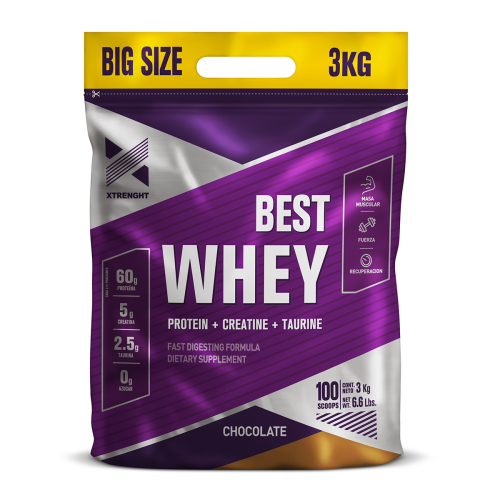 BIG SIZE
3KG
XTRENGHT
BEST
WHEY
PROTEIN + CREATINE + TAURINE
FAST DIGESTING FORMULA
DIETARY SUPPLEMENT
MASA
MUSCULAR
FUERZA
RECUPERACIÓN
60g
PROTEÍNA
5g
CREATINA
2.5g
TAURINA
0g
AZÚCAR
100
SCOOPS
CONT.
NETO 3 Kg
NET
WT. 6.6 Lbs.
CHOCOLATE